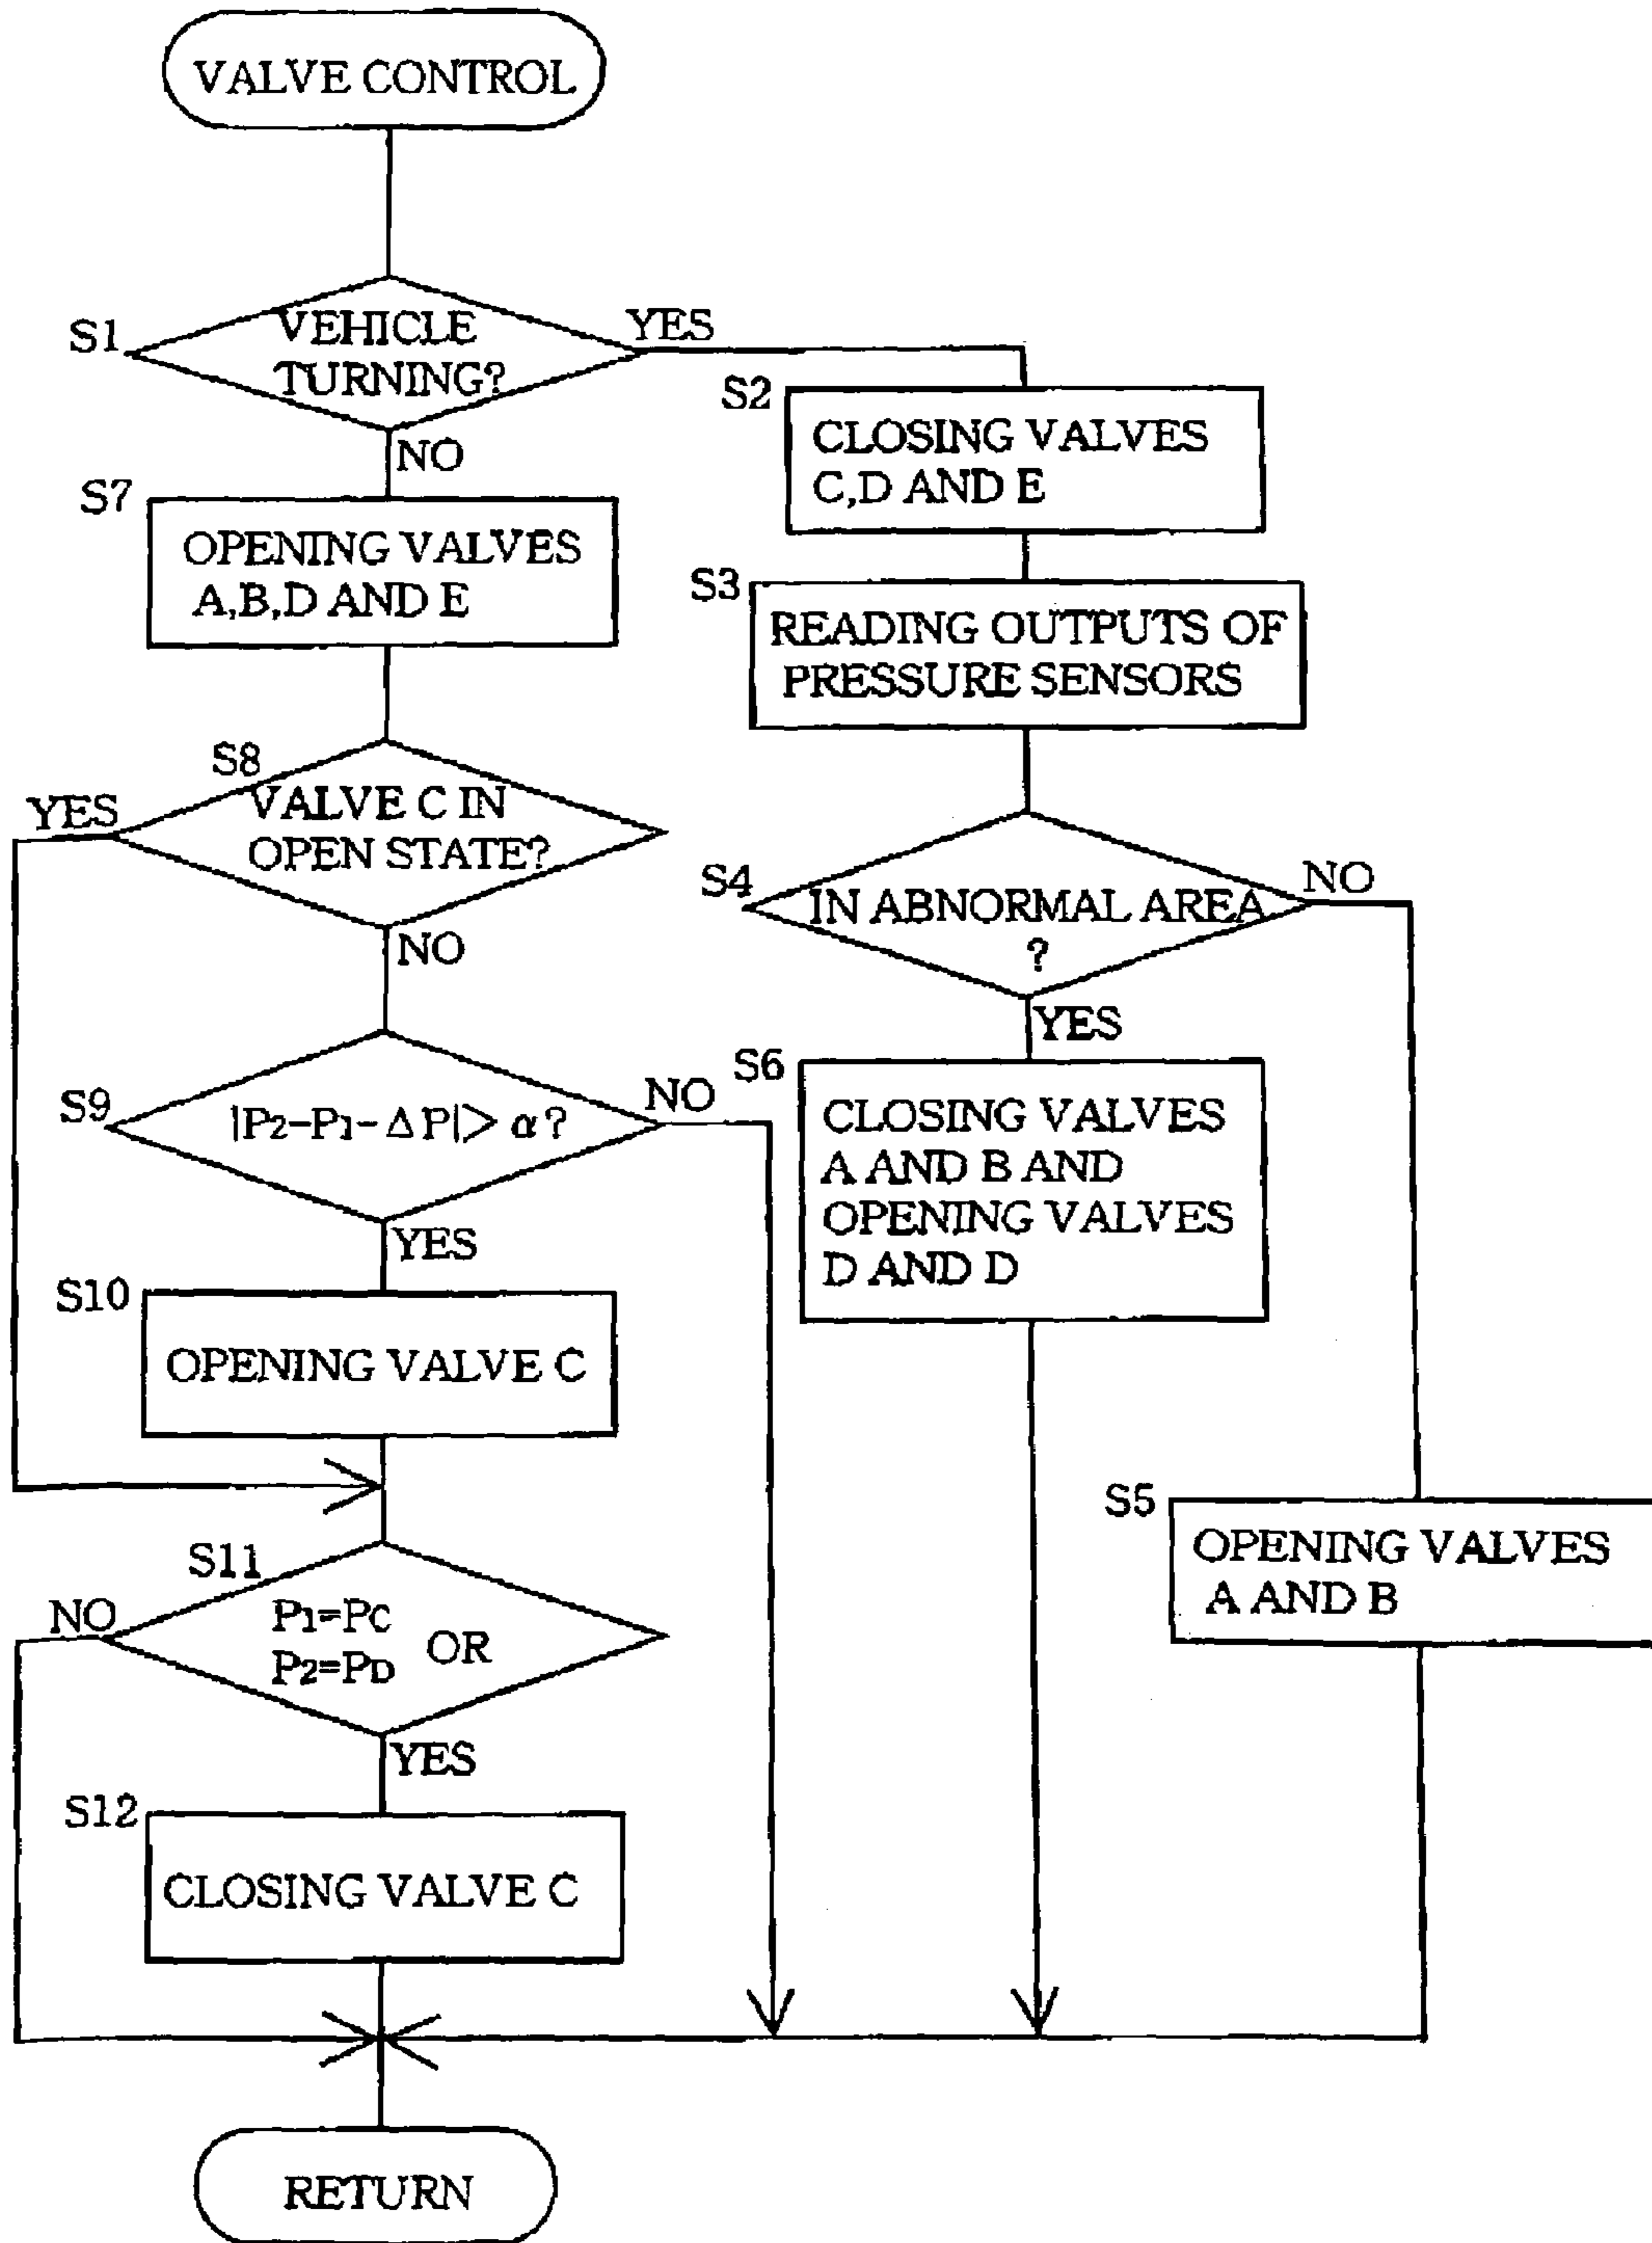 VALVE CONTROL
S1
VEHICLE
TURNING?
YES
NO
S2
CLOSING VALVES
C,D AND E
S7
OPENING VALVES
A,B,D AND E
S3
READING OUTPUTS OF
PRESSURE SENSORS
S8
YES
VALVE C IN
OPEN STATE?
NO
S4
IN ABNORMAL AREA
?
NO
YES
S9
|P2-P1-ΔP|> α?
NO
YES
S6
CLOSING VALVES
A AND B AND
OPENING VALVES
D AND D
S10
OPENING VALVE C
S5
OPENING VALVES
A AND B
S11
NO
P1=PC
OR
P2=PD
YES
S12
CLOSING VALVE C
RETURN